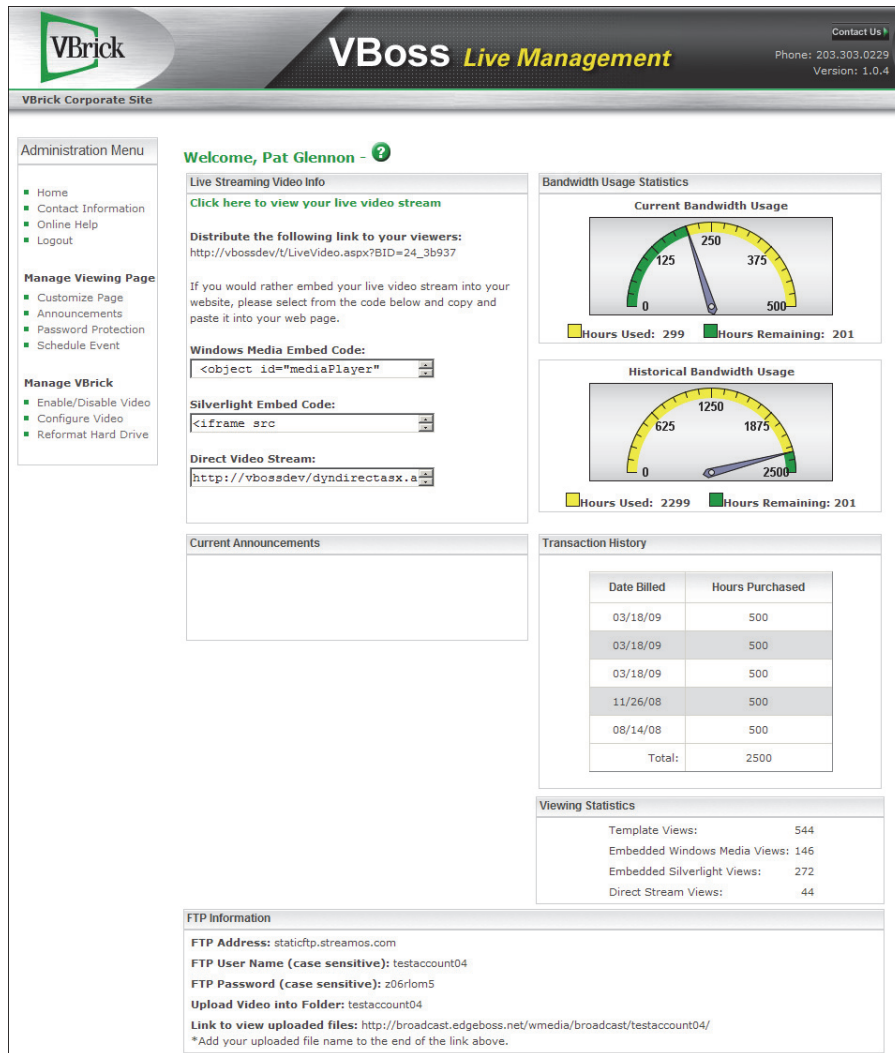 VBrick
VBoss Live Management
Contact Us
Phone: 203.303.0229
Version: 1.0.4
VBrick Corporate Site
Administration Menu
Home
Contact Information
Online Help
Logout
Manage Viewing Page
Customize Page
Announcements
Password Protection
Schedule Event
Manage VBrick
Enable/Disable Video
Configure Video
Reformat Hard Drive
Welcome, Pat Glennon - ?
Live Streaming Video Info
Click here to view your live video stream
Distribute the following link to your viewers:
http://vbossdev/t/LiveVideo.aspx?BID=24_3b937
If you would rather embed your live video stream into your
website, please select from the code below and copy and
paste it into your web page.
Windows Media Embed Code:
<object id="mediaPlayer"
Silverlight Embed Code:
<iframe src
Direct Video Stream:
http://vbossdev/dyndirectasx.a
Bandwidth Usage Statistics
Current Bandwidth Usage
0
125
250
375
500
Hours Used: 299 Hours Remaining: 201
Historical Bandwidth Usage
0
625
1250
1875
2500
Hours Used: 2299 Hours Remaining: 201
Current Announcements
Transaction History
Date Billed Hours Purchased
03/18/09 500
03/18/09 500
03/18/09 500
11/26/08 500
08/14/08 500
Total: 2500
Viewing Statistics
Template Views: 544
Embedded Windows Media Views: 146
Embedded Silverlight Views: 272
Direct Stream Views: 44
FTP Information
FTP Address: staticftp.streamos.com
FTP User Name (case sensitive): testaccount04
FTP Password (case sensitive): z06rlom5
Upload Video into Folder: testaccount04
Link to view uploaded files: http://broadcast.edgeboss.net/wmedia/broadcast/testaccount04/
*Add your uploaded file name to the end of the link above.